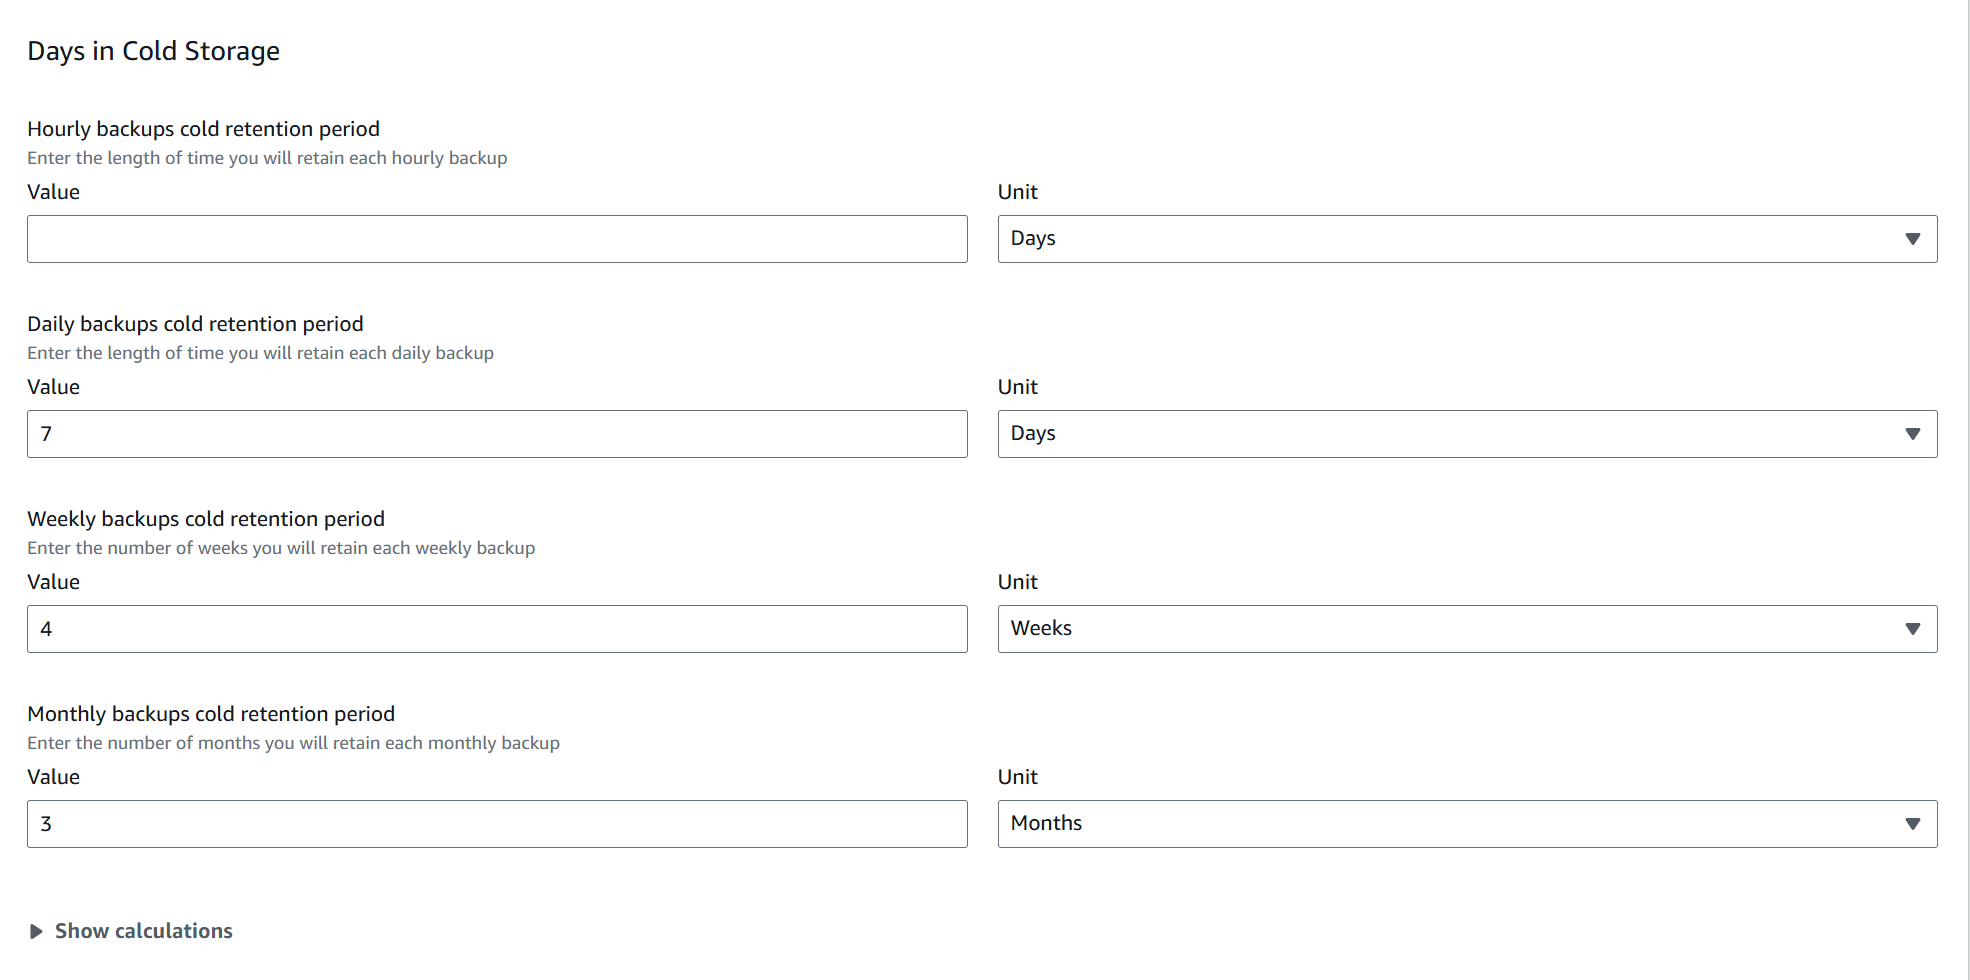 Days in Cold Storage
Hourly backups cold retention period
Enter the length of time you will retain each hourly backup
Value Unit
Days
Daily backups cold retention period
Enter the length of time you will retain each daily backup
Value Unit
7 Days
Weekly backups cold retention period
Enter the number of weeks you will retain each weekly backup
Value Unit
4 Weeks
Monthly backups cold retention period
Enter the number of months you will retain each monthly backup
Value Unit
3 Months
Show calculations